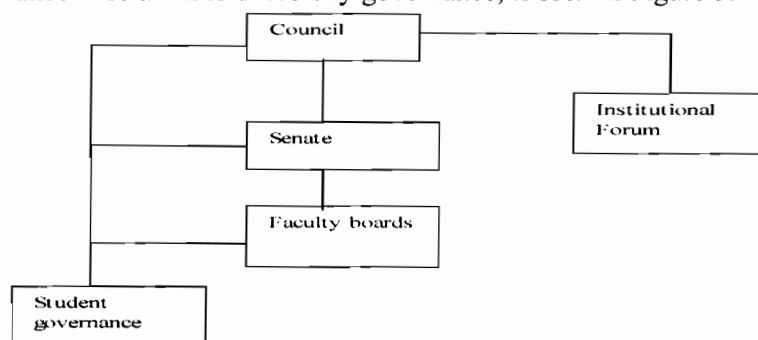 Council
Institutional
Forum
Senate
Faculty boards
Student
governance